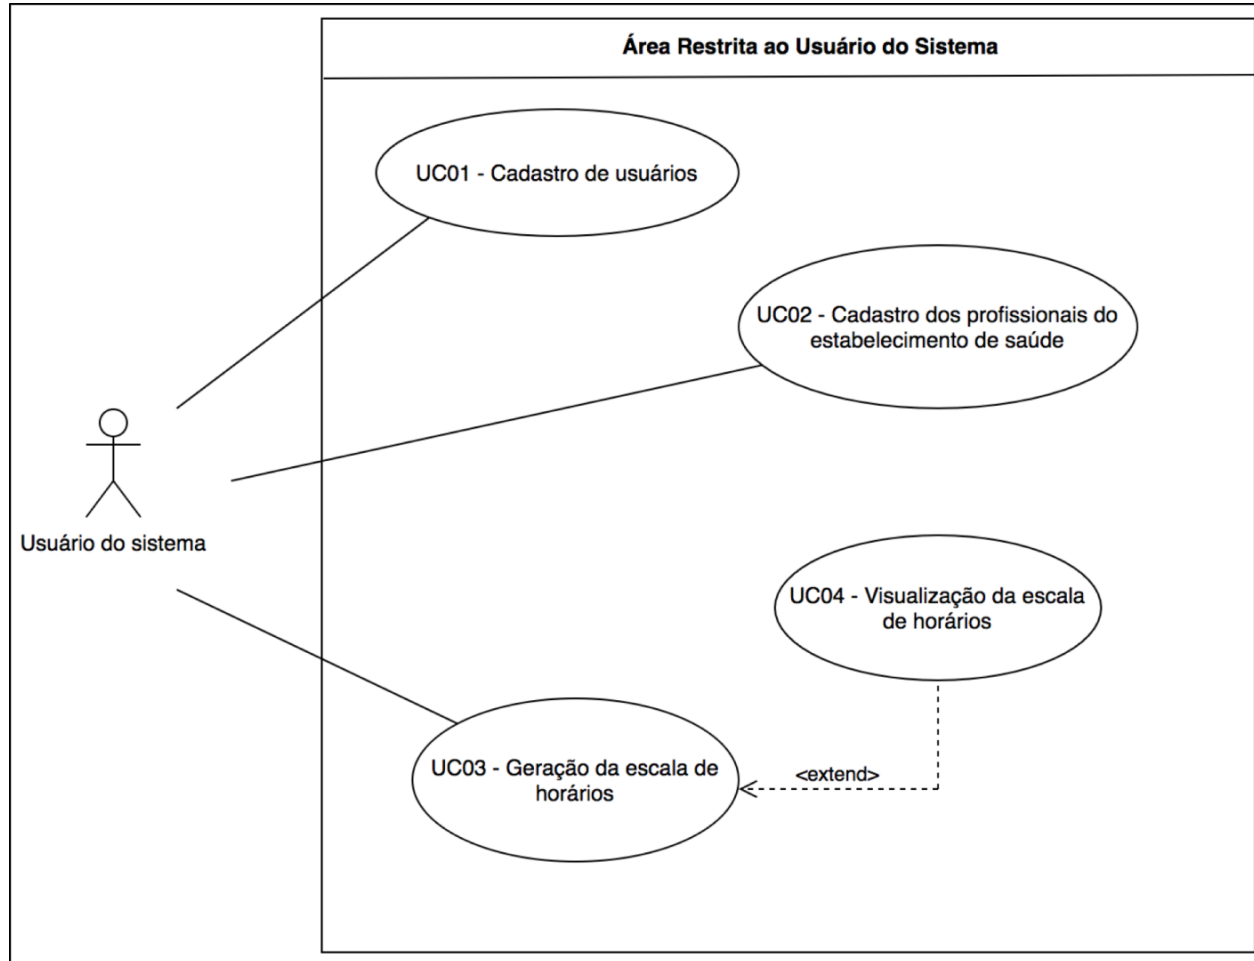 Área Restrita ao Usuário do Sistema
UC01 - Cadastro de usuários
UC02 - Cadastro dos profissionais do
estabelecimento de saúde
Usuário do sistema
UC04 - Visualização da escala
de horários
UC03 - Geração da escala de
horários
<extend>